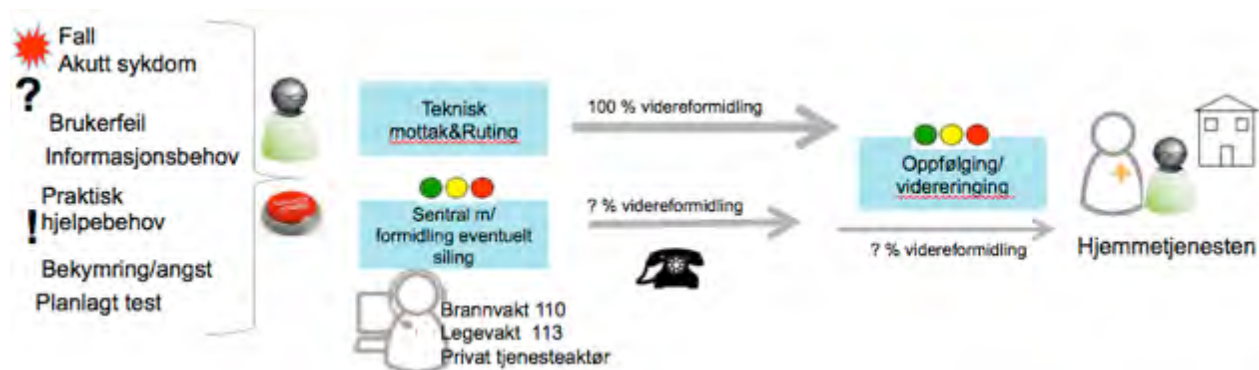 Fall
Akutt sykdom
?
Brukerfeil
Informasjonsbehov
Praktisk
! hjelpebehov
Bekymring/angst
Planlagt test
Teknisk
mottak&Ruting
Sentral m/
formidling eventuelt
siling
Brannvakt 110
Legevakt 113
Privat tjenesteaktør
100 % videreformidling
? % videreformidling
Oppfølging/
videreringing
? % videreformidling
Hjemmetjenesten